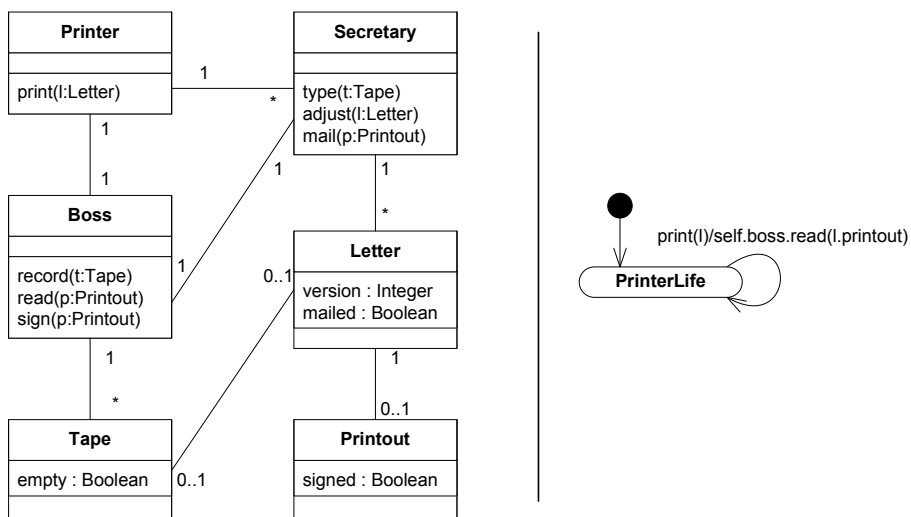 Printer
print(l:Letter)
1
*
Secretary
type(t:Tape)
adjust(l:Letter)
mail(p:Printout)
1
1
1
1
*
Boss
record(t:Tape)
read(p:Printout)
sign(p:Printout)
1
0..1
Letter
version : Integer
mailed : Boolean
1
*
1
0..1
Tape
empty : Boolean
0..1
Printout
signed : Boolean
print(l)/self.boss.read(l.printout)
PrinterLife